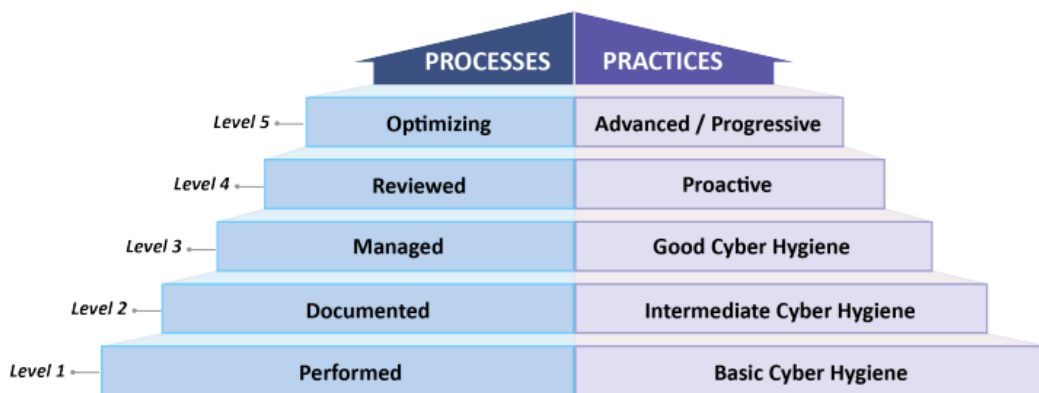 PROCESSES PRACTICES
Level 5 Optimizing Advanced / Progressive
Level 4 Reviewed Proactive
Level 3 Managed Good Cyber Hygiene
Level 2 Documented Intermediate Cyber Hygiene
Level 1 Performed Basic Cyber Hygiene